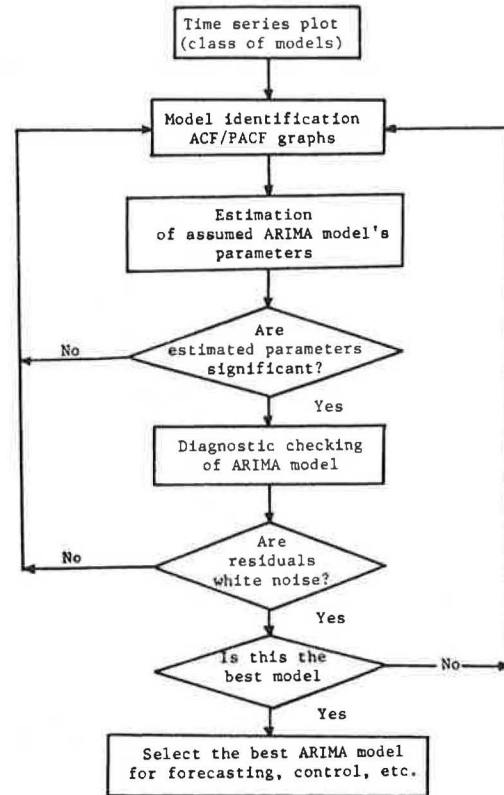 Time series plot
(class of models)
Model identification
ACF/PACF graphs
Estimation
of assumed ARIMA model's
parameters
Are
estimated parameters
significant?
No
Yes
Diagnostic checking
of ARIMA model
Are
residuals
white noise?
No
Yes
Is this the
best model
No
Yes
Select the best ARIMA model
for forecasting, control, etc.